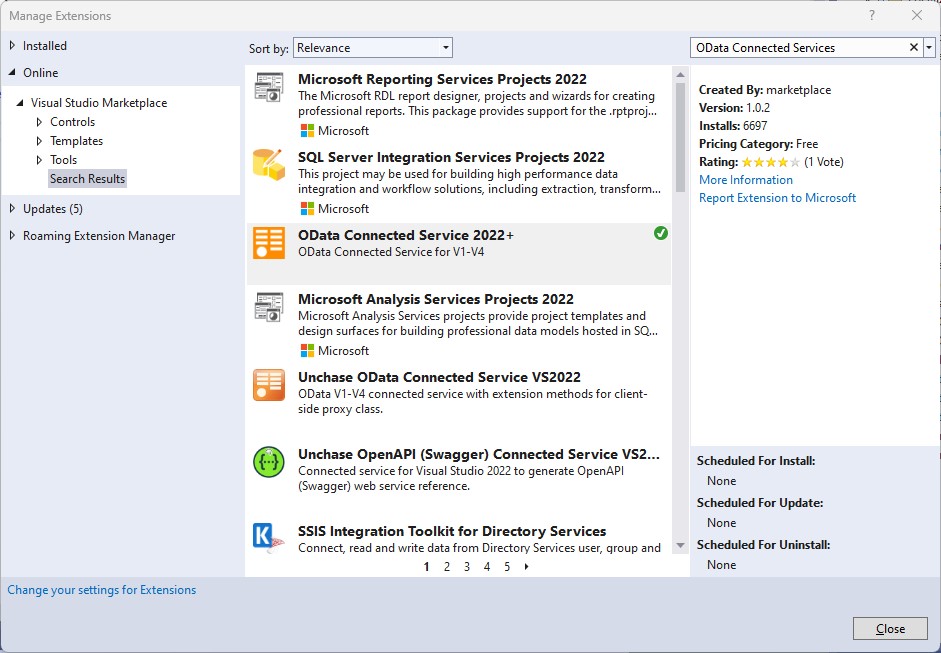 Manage Extensions
?
Installed
Online
Visual Studio Marketplace
Controls
Templates
Tools
Search Results
Updates (5)
Roaming Extension Manager
Sort by: Relevance
Microsoft Reporting Services Projects 2022
The Microsoft RDL report designer, projects and wizards for creating
professional reports. This package provides support for the .rptproj...
Microsoft
SQL Server Integration Services Projects 2022
This project may be used for building high performance data
integration and workflow solutions, including extraction, transform...
Microsoft
OData Connected Service 2022+
OData Connected Service for V1-V4
Microsoft Analysis Services Projects 2022
Microsoft Analysis Services projects provide project templates and
design surfaces for building professional data models hosted in SQ...
Microsoft
Unchase OData Connected Service VS2022
OData V1-V4 connected service with extension methods for client-
side proxy class.
{··}
Unchase OpenAPI (Swagger) Connected Service VS2...
Connected service for Visual Studio 2022 to generate OpenAPI
(Swagger) web service reference.
K
SSIS Integration Toolkit for Directory Services
Connect, read and write data from Directory Services user, group and
1 2 3 4 5
OData Connected Services
Created By: marketplace
Version: 1.0.2
Installs: 6697
Pricing Category: Free
Rating: (1 Vote)
More Information
Report Extension to Microsoft
Scheduled For Install:
None
Scheduled For Update:
None
Scheduled For Uninstall:
None
Change your settings for Extensions
Close